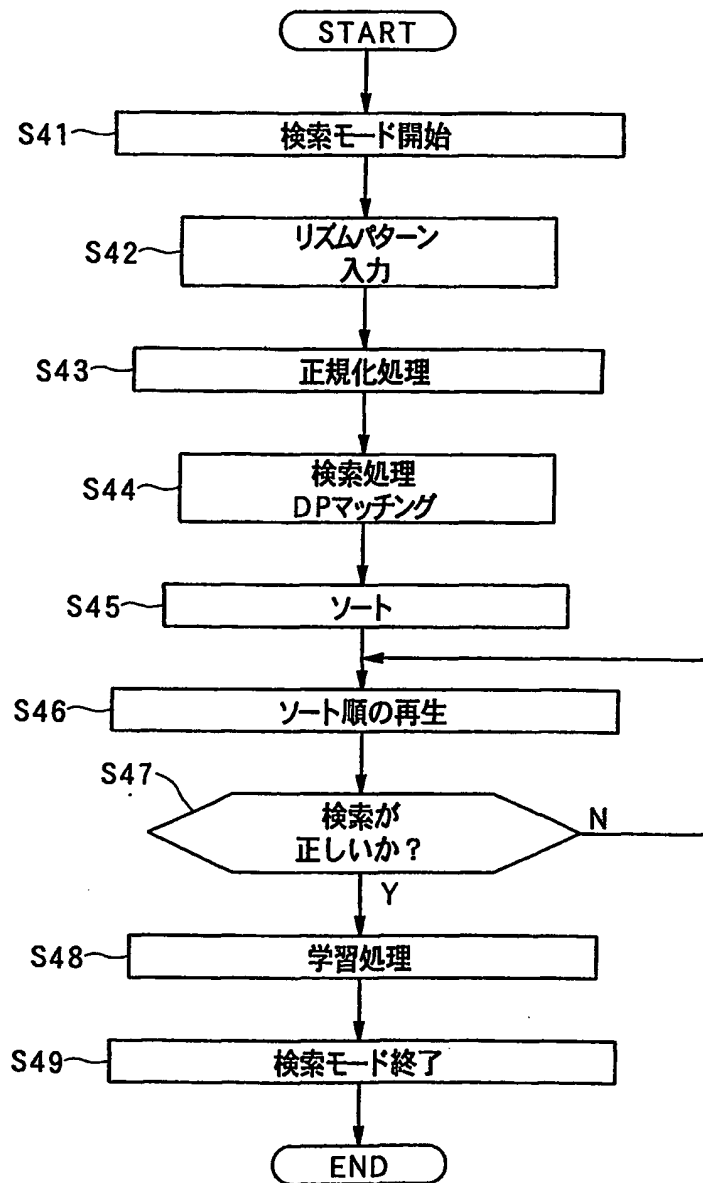 START
S41
検索モード開始
S42
リズムパターン
入力
S43
正規化処理
S44
検索処理
DPマッチング
S45
ソート
S46
ソート順の再生
S47
検索が
正しいか？
N
Y
S48
学習処理
S49
検索モード終了
END